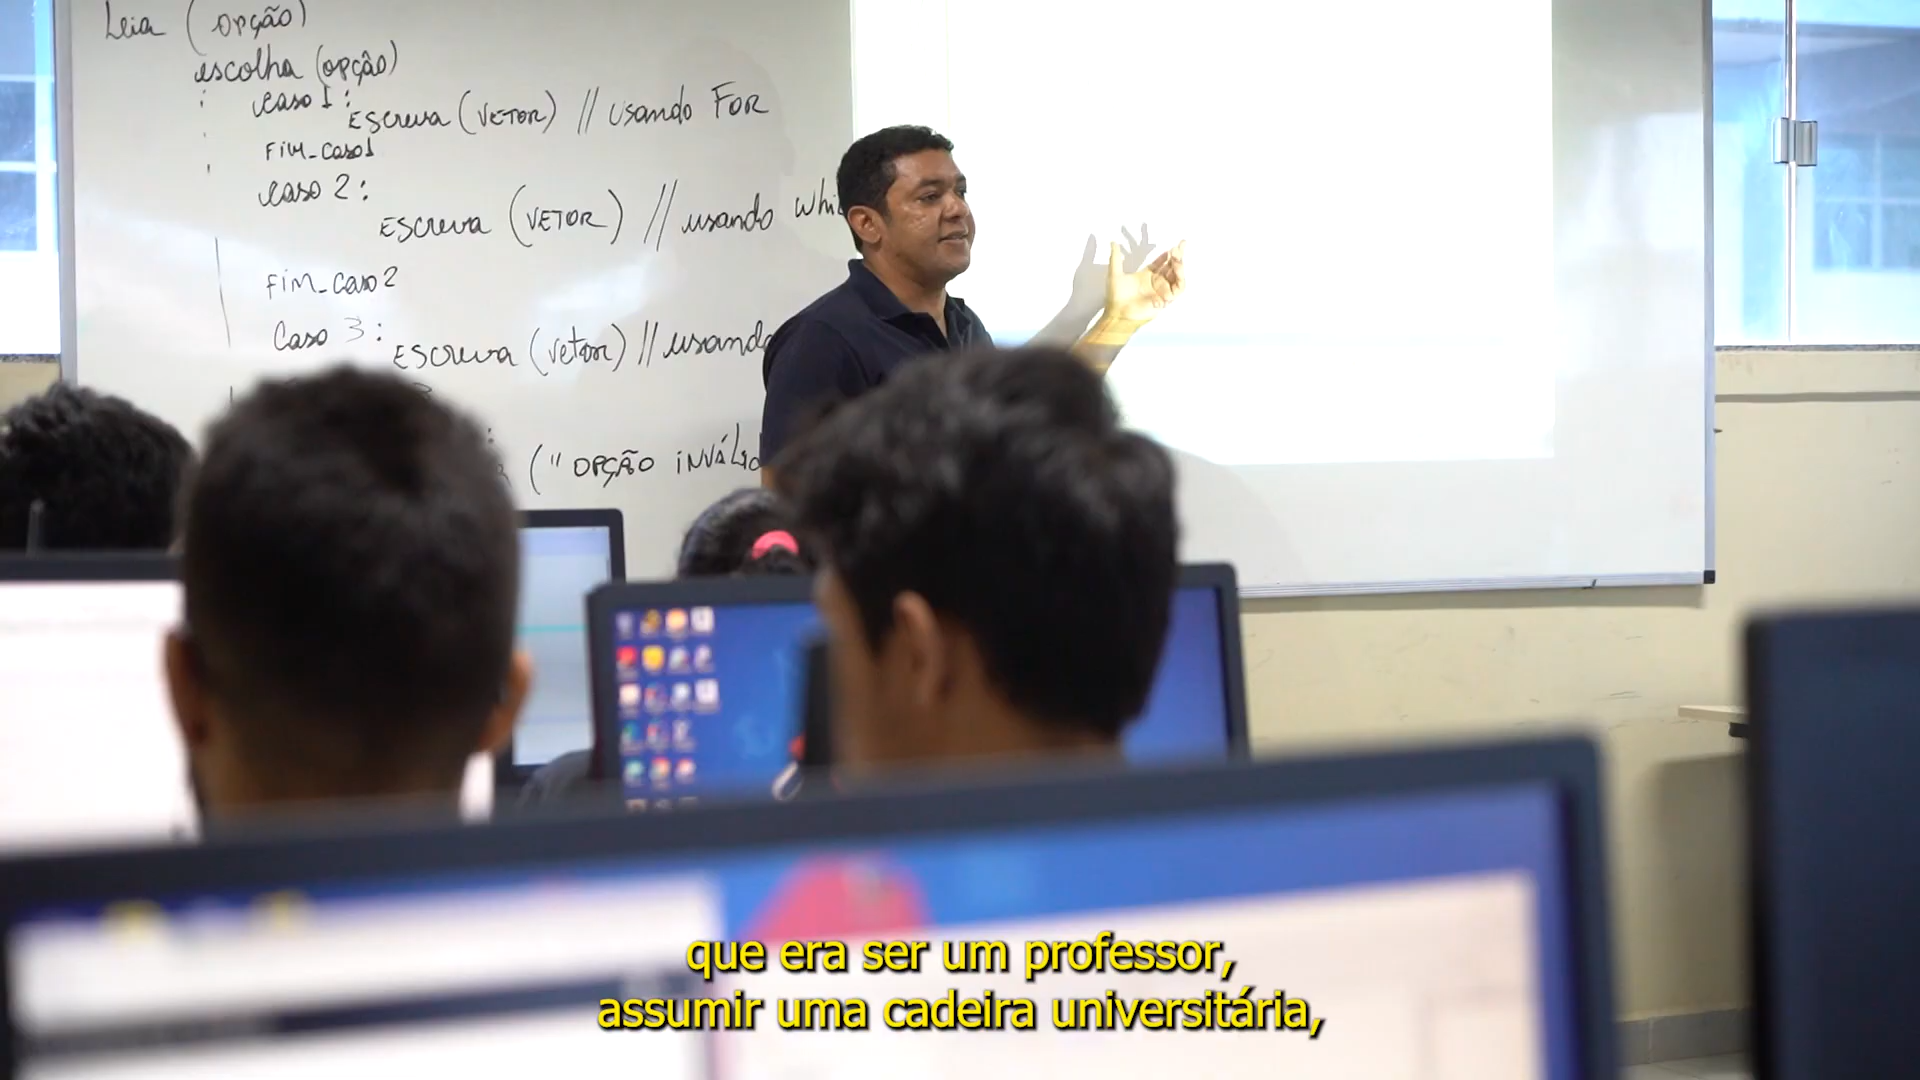 Leia (opção)
escolha (opção)
caso 1:
Escreva (vetor) // usando For
Fim_caso1
caso 2:
Escreva (vetor) // usando
Fim_caso2
Caso 3:
Escreva (vetor) // usando
("opção
que era ser um professor,
assumir uma cadeira universitária,